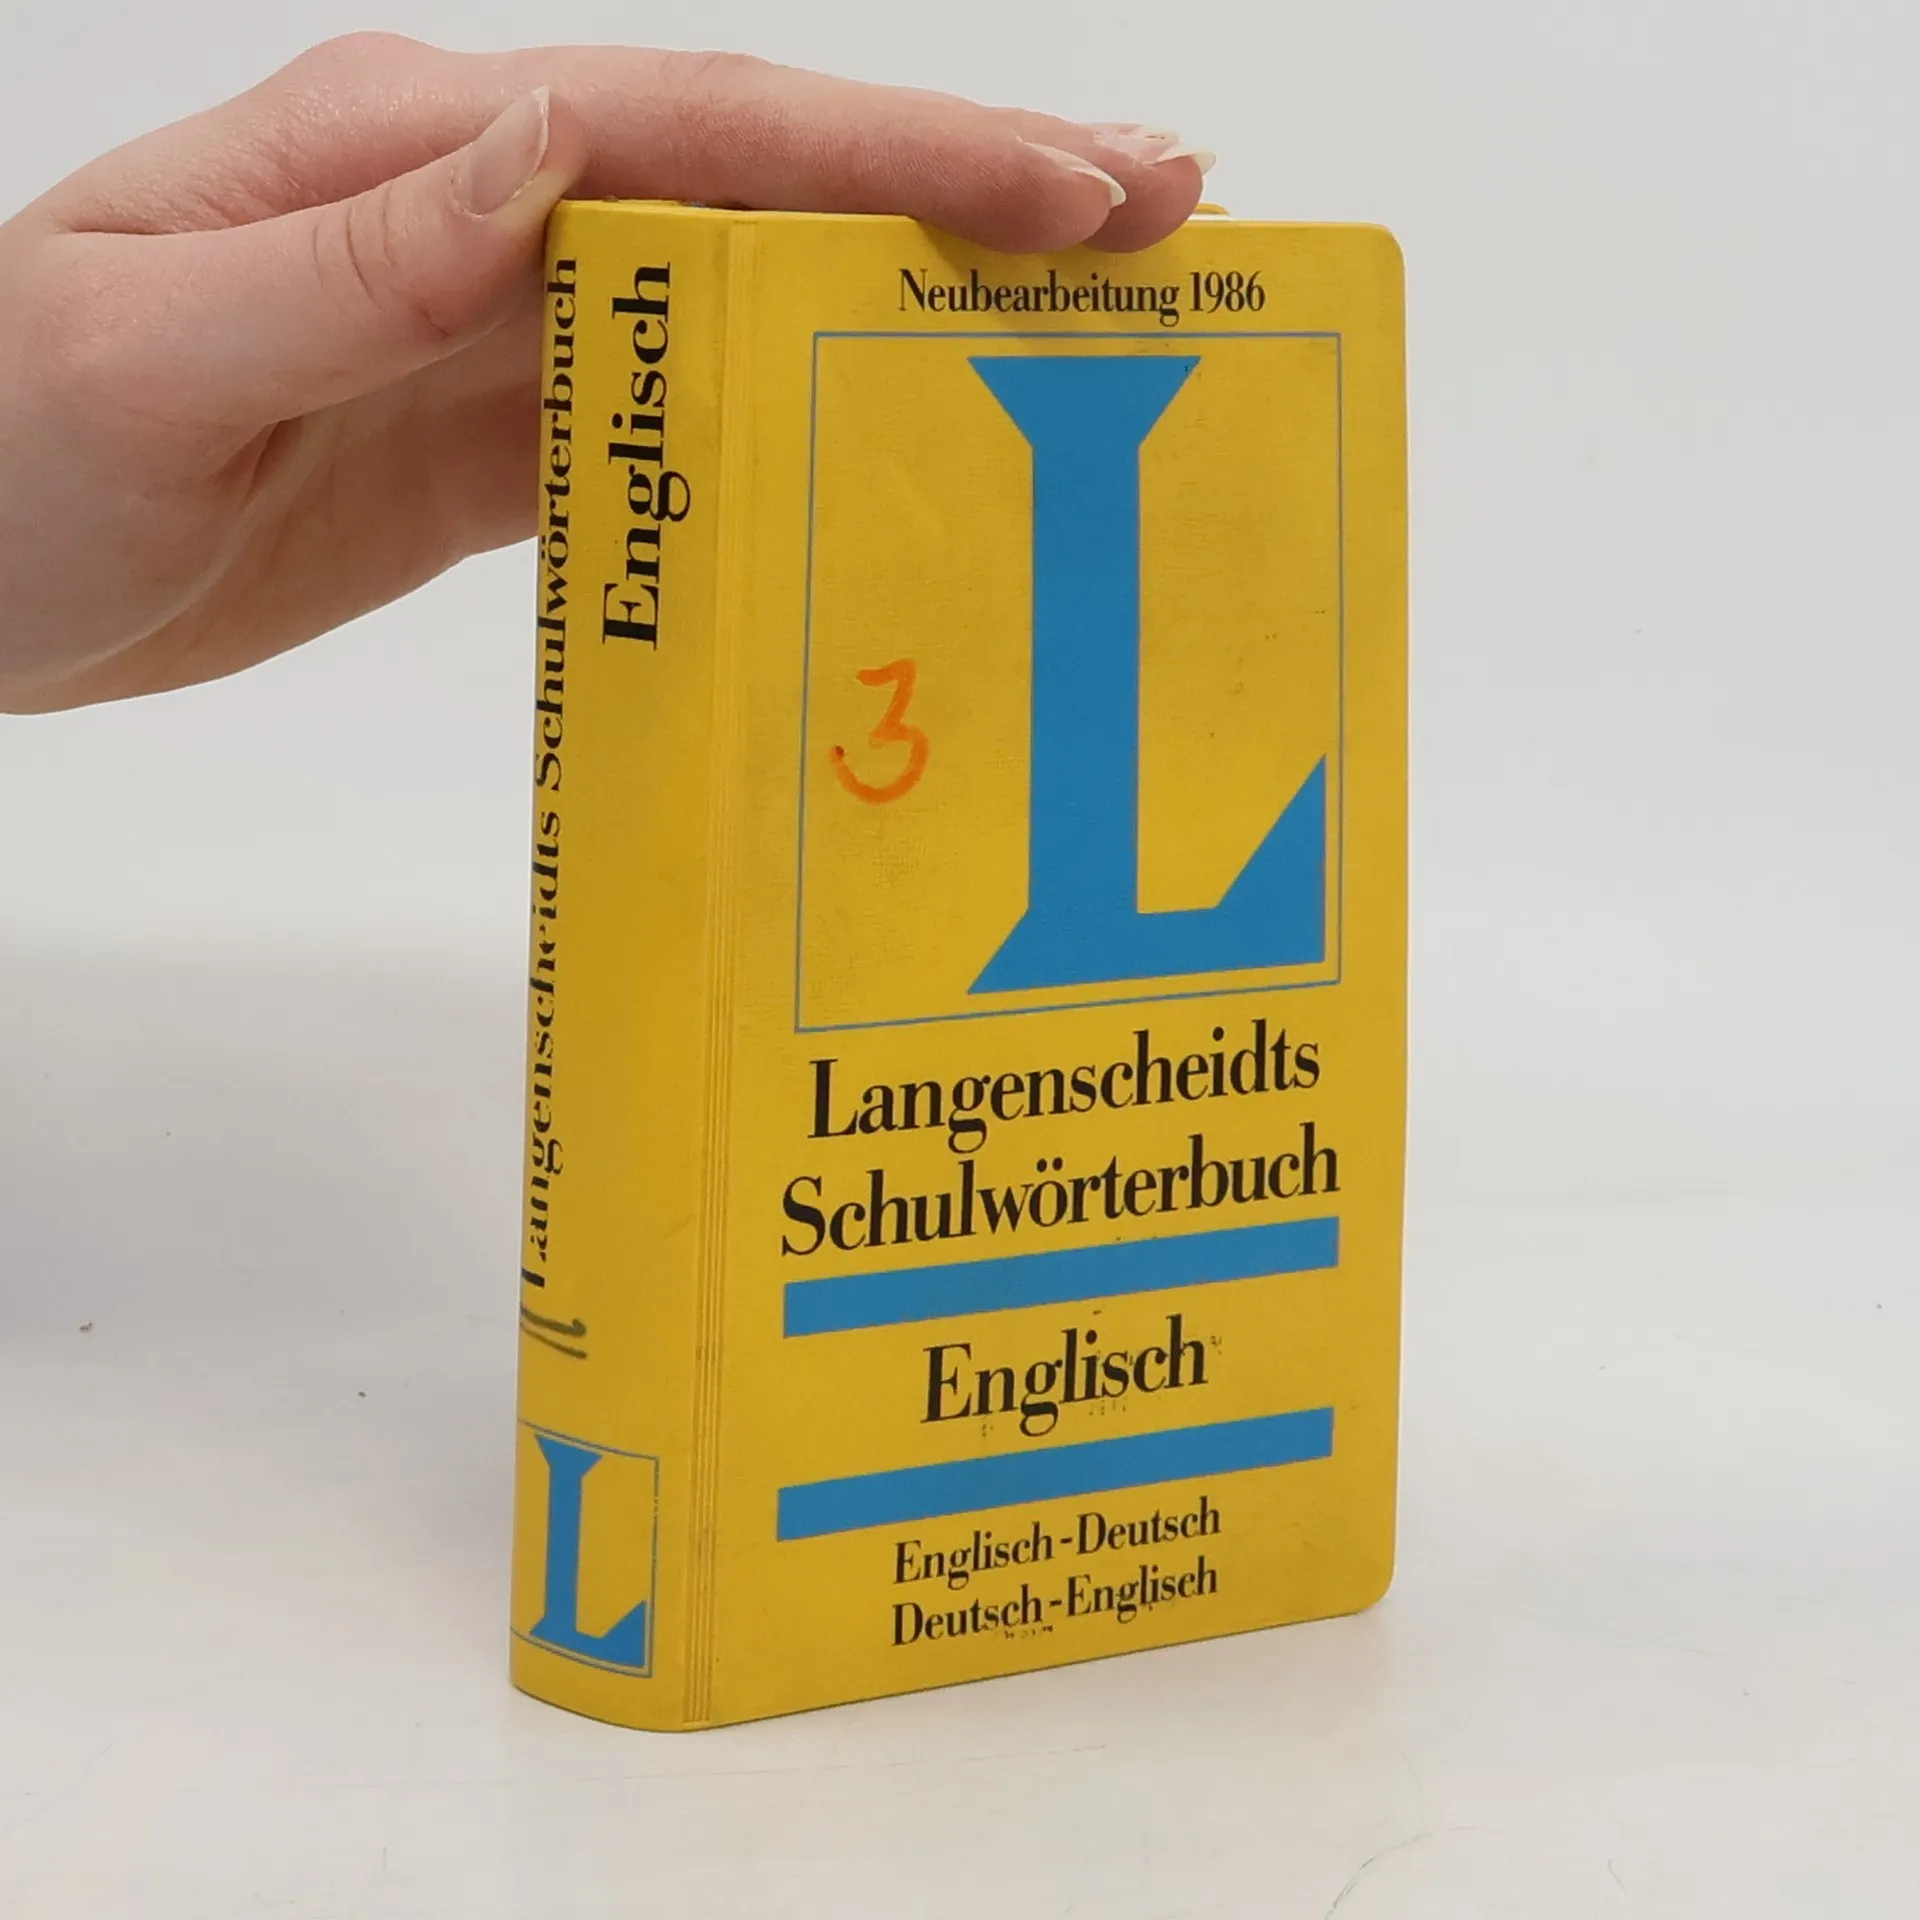 Langenscheidts Schulwörterbuch
Englisch
L
Neubearbeitung 1986
L
3
Langenscheidts
Schulwörterbuch
Englisch
Englisch-Deutsch
Deutsch-Englisch